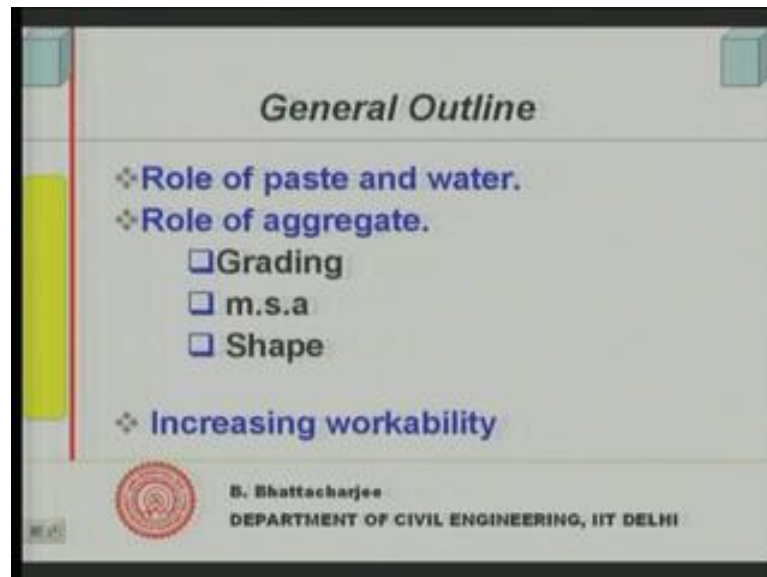 General Outline
Role of paste and water.
Role of aggregate.
Grading
m.s.a
Shape
Increasing workability
B. Bhattacharjee
DEPARTMENT OF CIVIL ENGINEERING, IIT DELHI